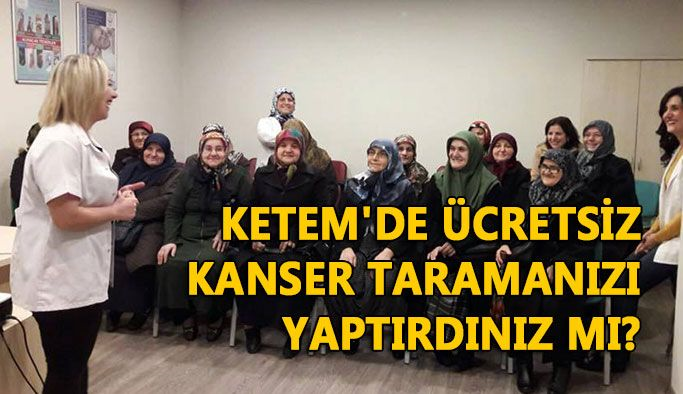 KETEM'DE ÜCRETSİZ
KANSER TARAMANIZI
YAPTIRDINIZ MI?